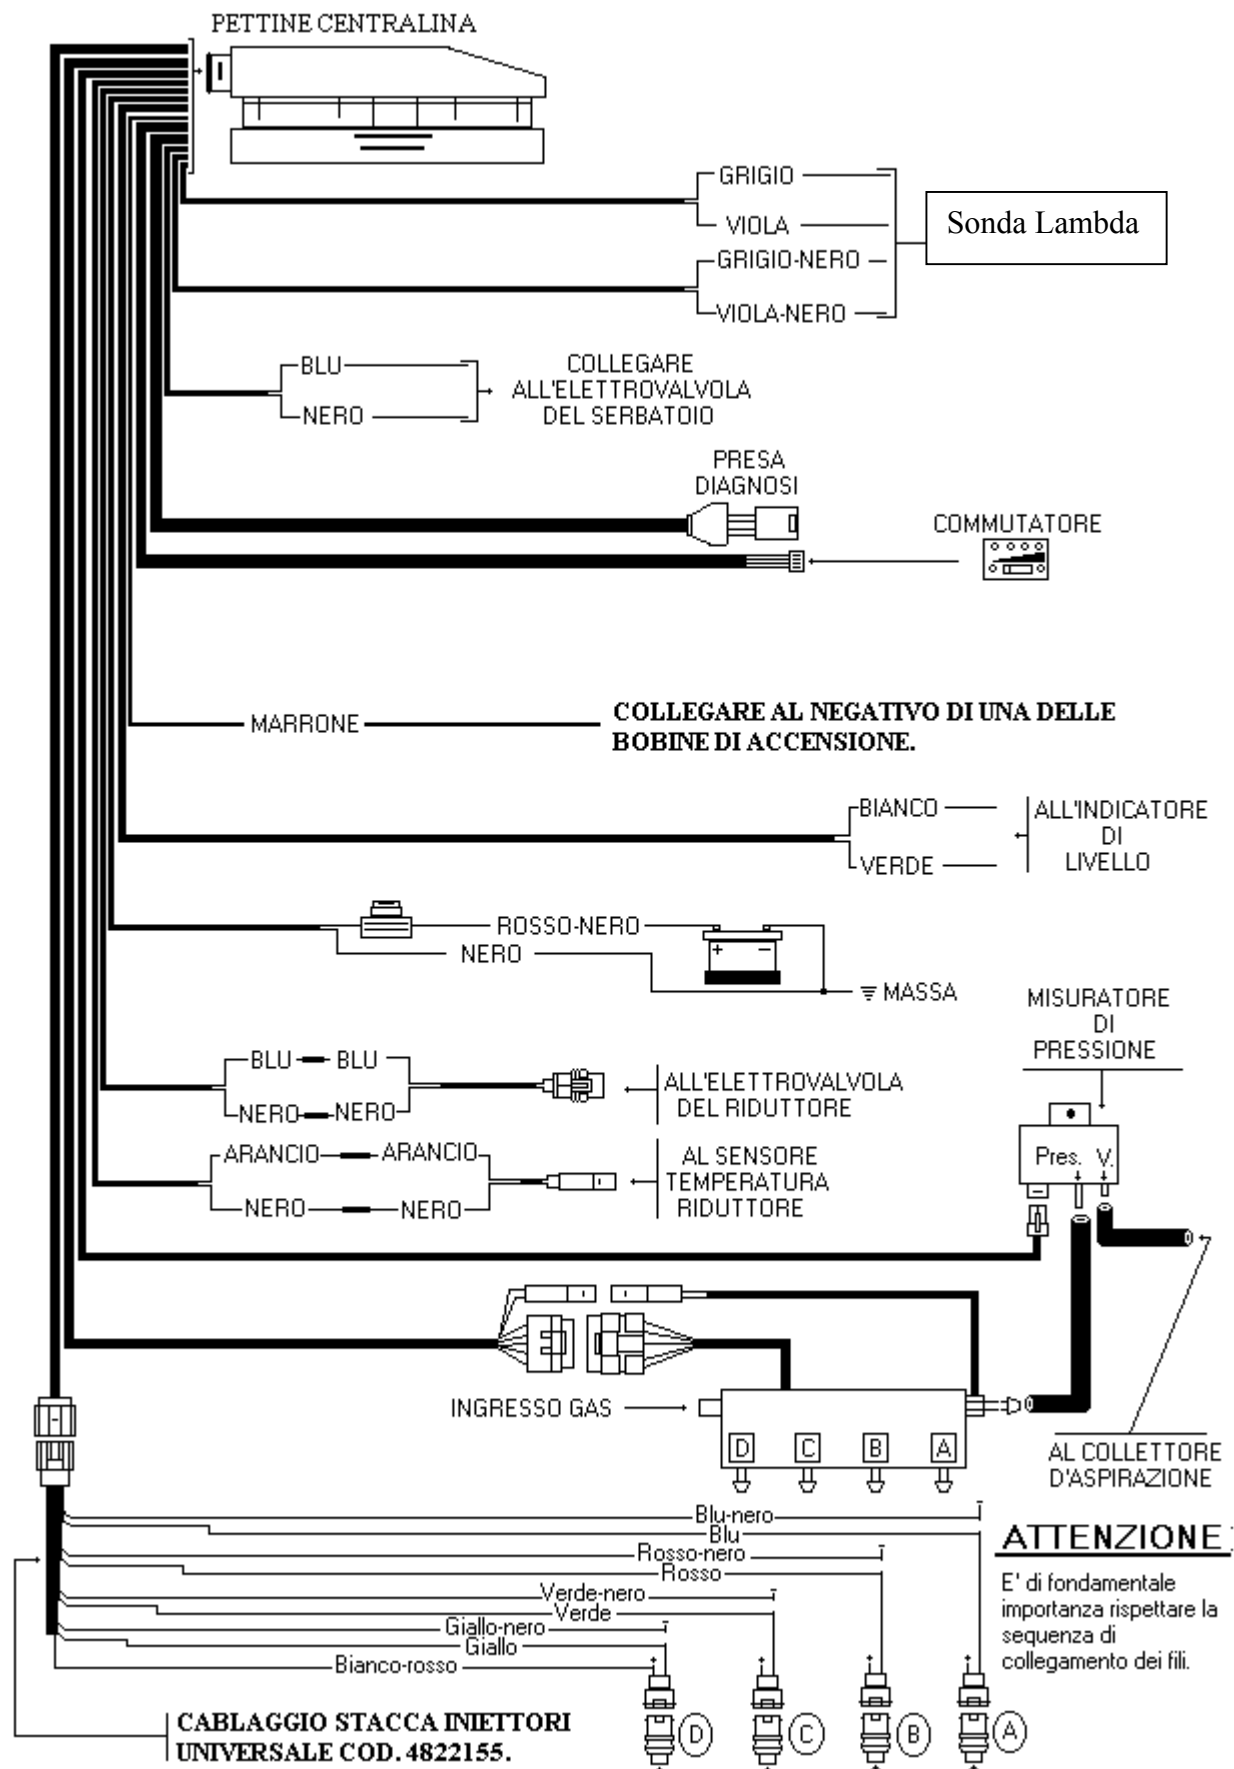 PETTINE CENTRALINA
GRIGIO
VIOLA
GRIGIO-NERO
VIOLA-NERO
Sonda Lambda
BLU
NERO
COLLEGARE
ALL'ELETTROVALVOLA
DEL SERBATOIO
PRESA
DIAGNOSI
COMMUTATORE
MARRONE
COLLEGARE AL NEGATIVO DI UNA DELLE
BOBINE DI ACCENSIONE.
BIANCO
VERDE
ALL'INDICATORE
DI
LIVELLO
ROSSO-NERO
NERO
+ −
MASSA
MISURATORE
DI
PRESSIONE
BLU BLU
NERO NERO
ALL'ELETTROVALVOLA
DEL RIDUTTORE
ARANCIO ARANCIO
NERO NERO
AL SENSORE
TEMPERATURA
RIDUTTORE
Pres. V.
INGRESSO GAS
D C B A
AL COLLETTORE
D'ASPIRAZIONE
Blu-nero
Blu
Rosso-nero
Rosso
Verde-nero
Verde
Giallo-nero
Giallo
Bianco-rosso
ATTENZIONE:
E' di fondamentale
importanza rispettare la
sequenza di
collegamento dei fili.
CABLAGGIO STACCA INIETTORI
UNIVERSALE COD. 4822155.
D C B A